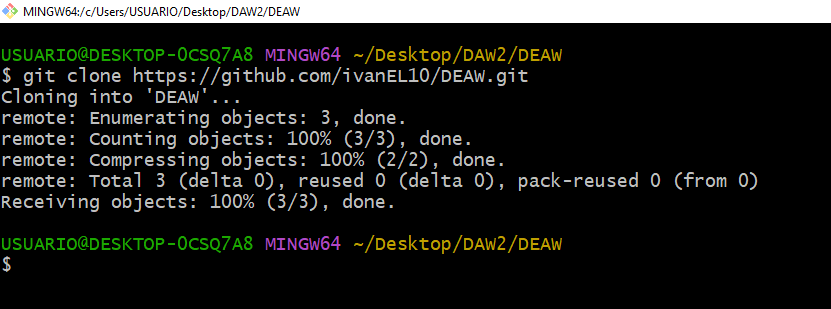 MINGW64:/c/Users/USUARIO/Desktop/DAW2/DEAW
USUARIO@DESKTOP-0CSQ7A8 MINGW64 ~/Desktop/DAW2/DEAW
$ git clone https://github.com/ivanEL10/DEAW.git
Cloning into 'DEAW'...
remote: Enumerating objects: 3, done.
remote: Counting objects: 100% (3/3), done.
remote: Compressing objects: 100% (2/2), done.
remote: Total 3 (delta 0), reused 0 (delta 0), pack-reused 0 (from 0)
Receiving objects: 100% (3/3), done.
USUARIO@DESKTOP-0CSQ7A8 MINGW64 ~/Desktop/DAW2/DEAW
$